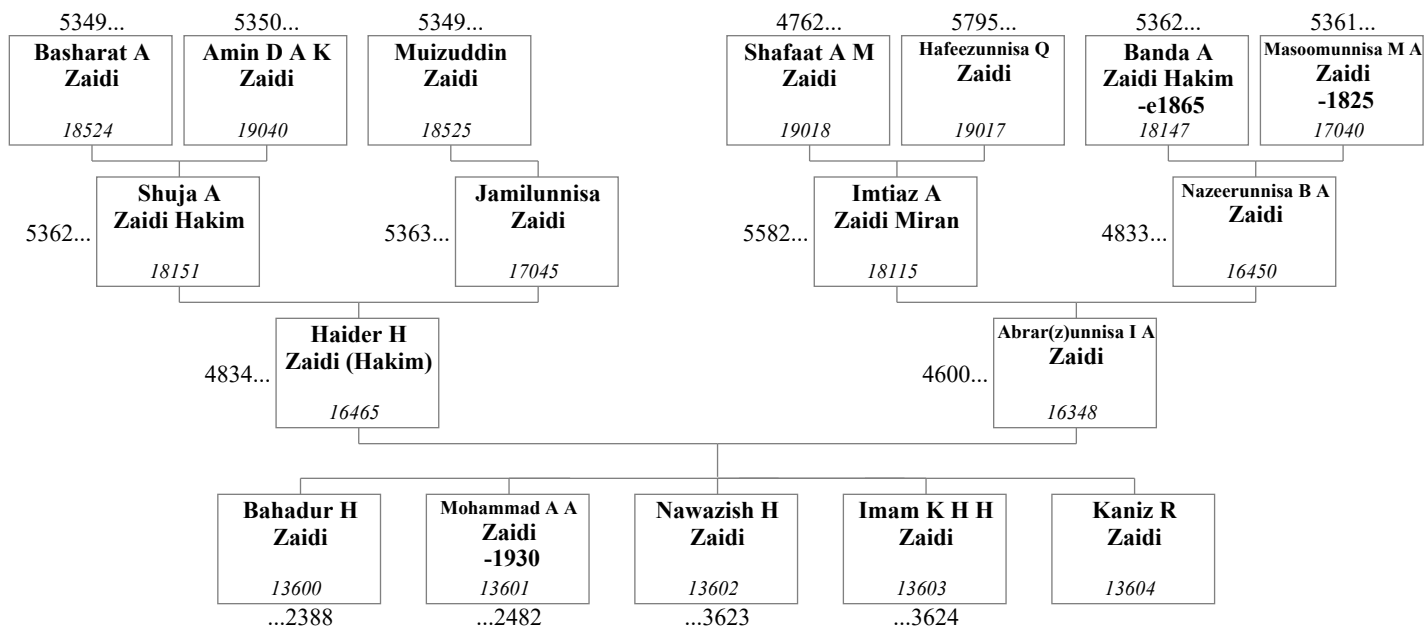 5349... 5350... 5349... 4762... 5795... 5362... 5361...
Basharat A Amin D A K Muizuddin Shafaat A M Hafeezunnisa Q Banda A Masoomunnisa M A
Zaidi Zaidi Zaidi Zaidi Zaidi Zaidi Hakim Zaidi
-e1865 -1825
18524 19040 18525 19018 19017 18147 17040
Shuja A Jamilunnisa Imtiaz A Nazeerunnisa B A
Zaidi Hakim Zaidi Zaidi Miran Zaidi
5362... 5363... 5582... 4833...
18151 17045 18115 16450
Haider H Abrar(z)unnisa I A
Zaidi (Hakim) Zaidi
4834... 4600...
16465 16348
Bahadur H Mohammad A A Nawazish H Imam K H H Kaniz R
Zaidi Zaidi Zaidi Zaidi Zaidi
-1930
13600 13601 13602 13603 13604
...2388 ...2482 ...3623 ...3624